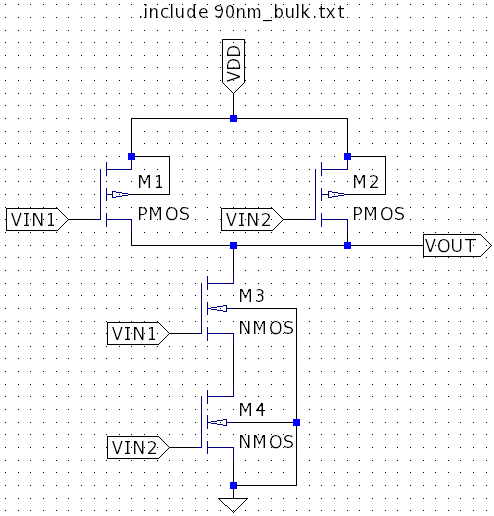 .include 90nm_bulk.txt
VDD
M1
M2
PMOS
PMOS
VIN1
VIN2
VOUT
M3
NMOS
VIN1
M4
NMOS
VIN2